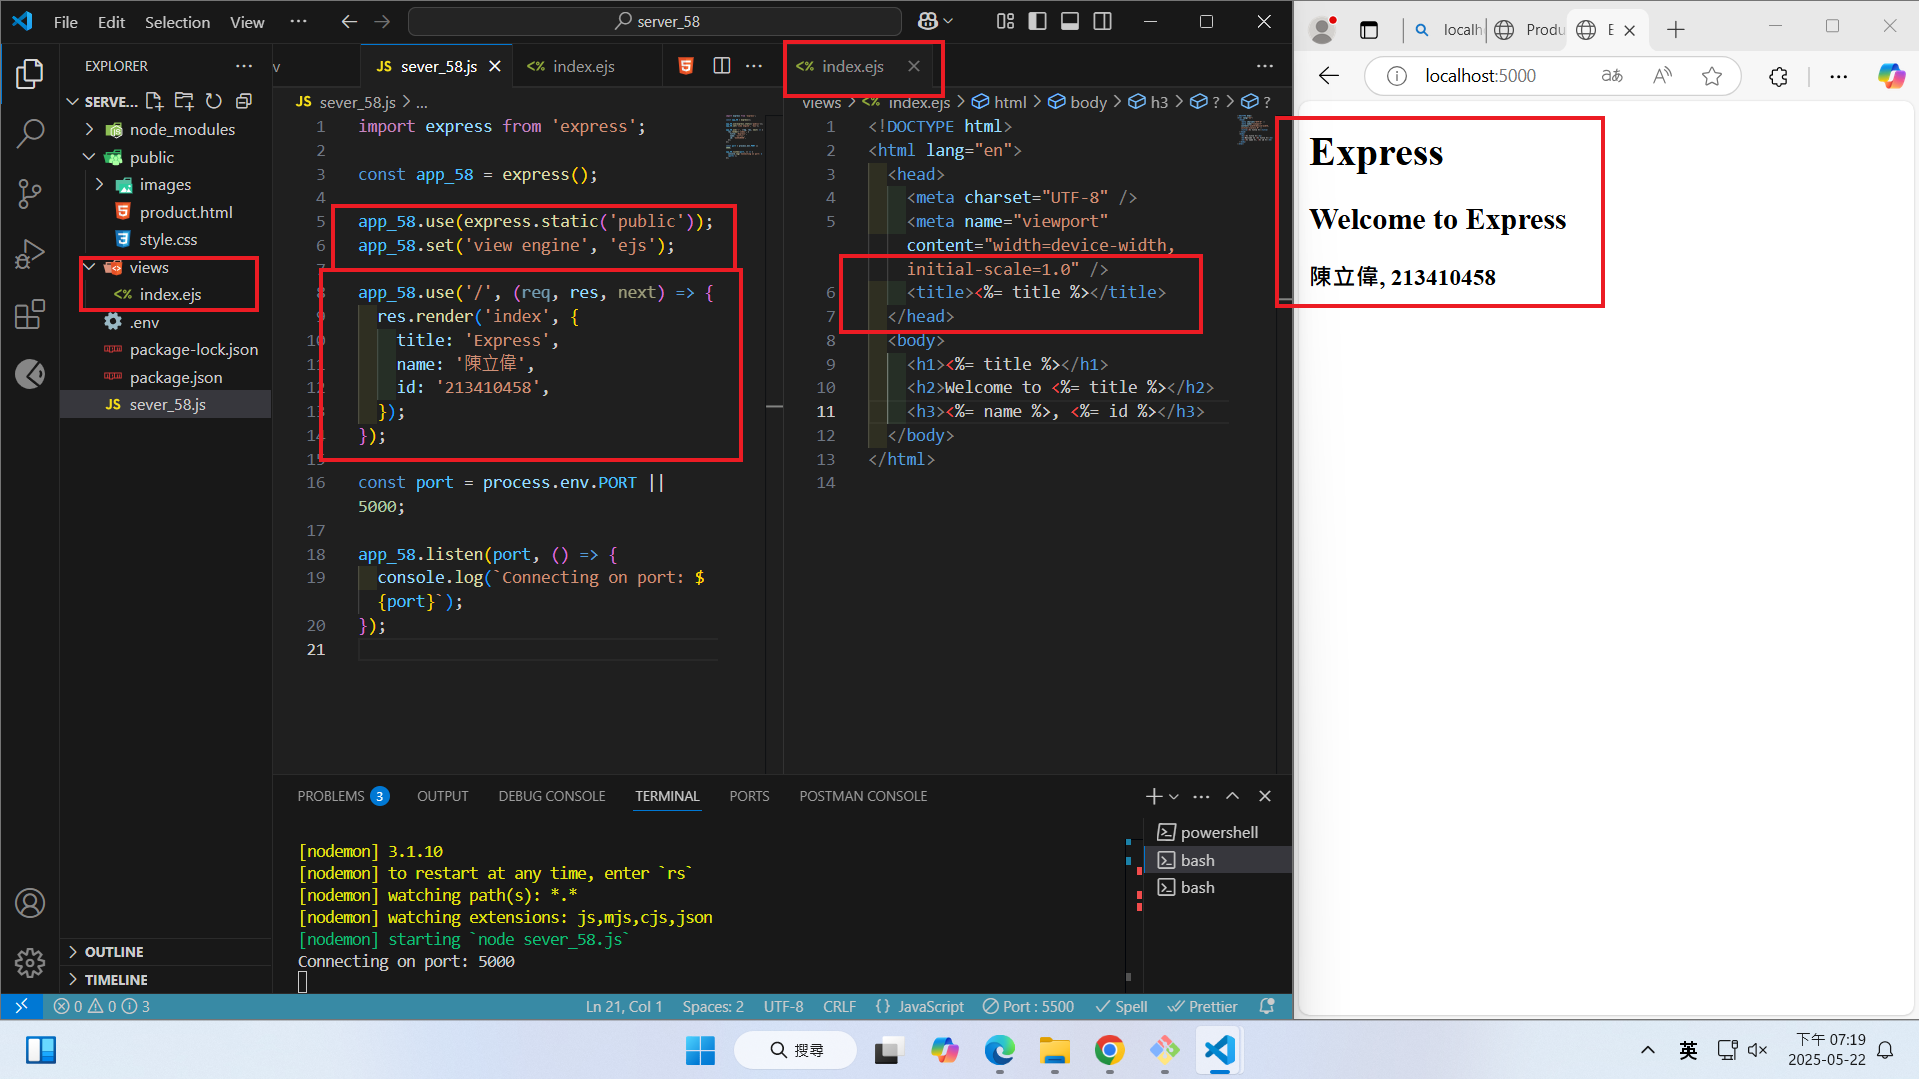 File Edit Selection View ··· server_58
EXPLORER ···
SERVE...
node_modules
public
images
product.html
style.css
views
index.ejs
.env
package-lock.json
package.json
JS sever_58.js
OUTLINE
TIMELINE
v JS sever_58.js index.ejs ···
JS sever_58.js > ...
1 import express from 'express';
2
3 const app_58 = express();
4
5 app_58.use(express.static('public'));
6 app_58.set('view engine', 'ejs');
7
8 app_58.use('/', (req, res, next) => {
9 res.render('index', {
10 title: 'Express',
11 name: '陳立偉',
12 id: '213410458',
13 });
14 });
15
16 const port = process.env.PORT ||
5000;
17
18 app_58.listen(port, () => {
19 console.log(`Connecting on port: $
{port}`);
20 });
21
<% index.ejs ···
views > <% index.ejs > html > body > h3 > ? > ?
1 <!DOCTYPE html>
2 <html lang="en">
3 <head>
4 <meta charset="UTF-8" />
5 <meta name="viewport"
content="width=device-width,
initial-scale=1.0" />
6 <title><%= title %></title>
7 </head>
8 <body>
9 <h1><%= title %></h1>
10 <h2>Welcome to <%= title %></h2>
11 <h3><%= name %>, <%= id %></h3>
12 </body>
13 </html>
14
PROBLEMS 3 OUTPUT DEBUG CONSOLE TERMINAL PORTS POSTMAN CONSOLE
[nodemon] 3.1.10
[nodemon] to restart at any time, enter `rs`
[nodemon] watching path(s): *.*
[nodemon] watching extensions: js,mjs,cjs,json
[nodemon] starting `node sever_58.js`
Connecting on port: 5000
powershell
bash
bash
0 0 3 Ln 21, Col 1 Spaces: 2 UTF-8 CRLF {} JavaScript Port : 5500 Spell Prettier
localh Produ E
localhost:5000 aあ
Express
Welcome to Express
陳立偉, 213410458
搜尋
英
下午 07:19
2025-05-22